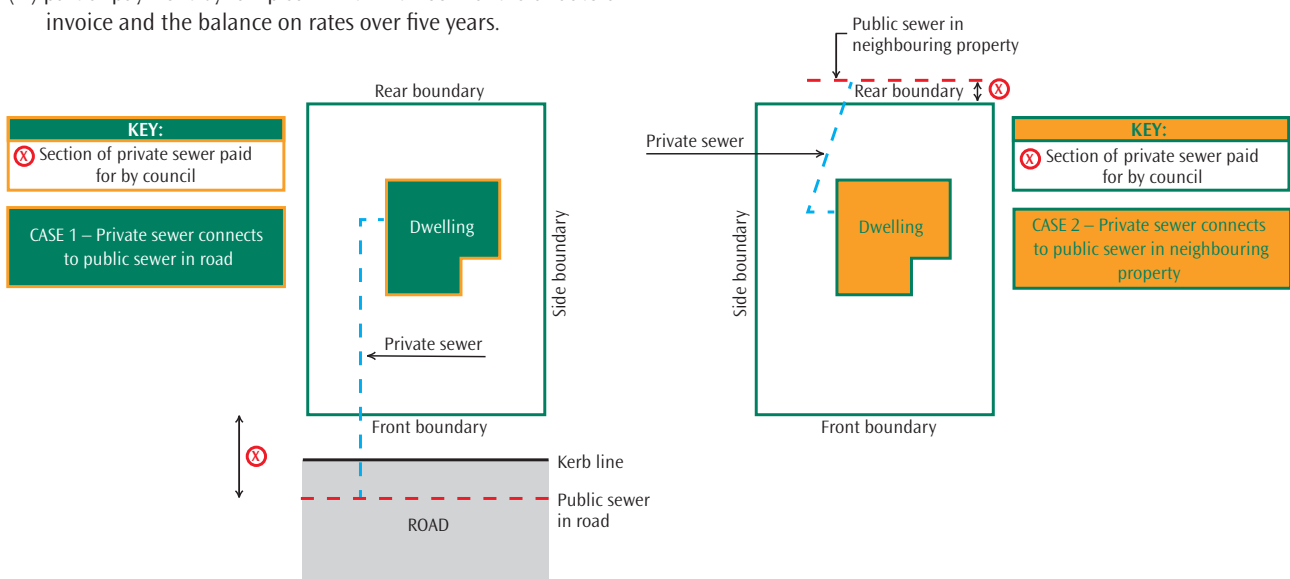 invoice and the balance on rates over five years.
Rear boundary
KEY:
X Section of private sewer paid
for by council
CASE 1 – Private sewer connects
to public sewer in road
Dwelling
Side boundary
Private sewer
Front boundary
X
Kerb line
Public sewer
in road
ROAD
Public sewer in
neighbouring property
Rear boundary
X
Private sewer
Side boundary
Dwelling
Front boundary
KEY:
X Section of private sewer paid
for by council
CASE 2 – Private sewer connects
to public sewer in neighbouring
property